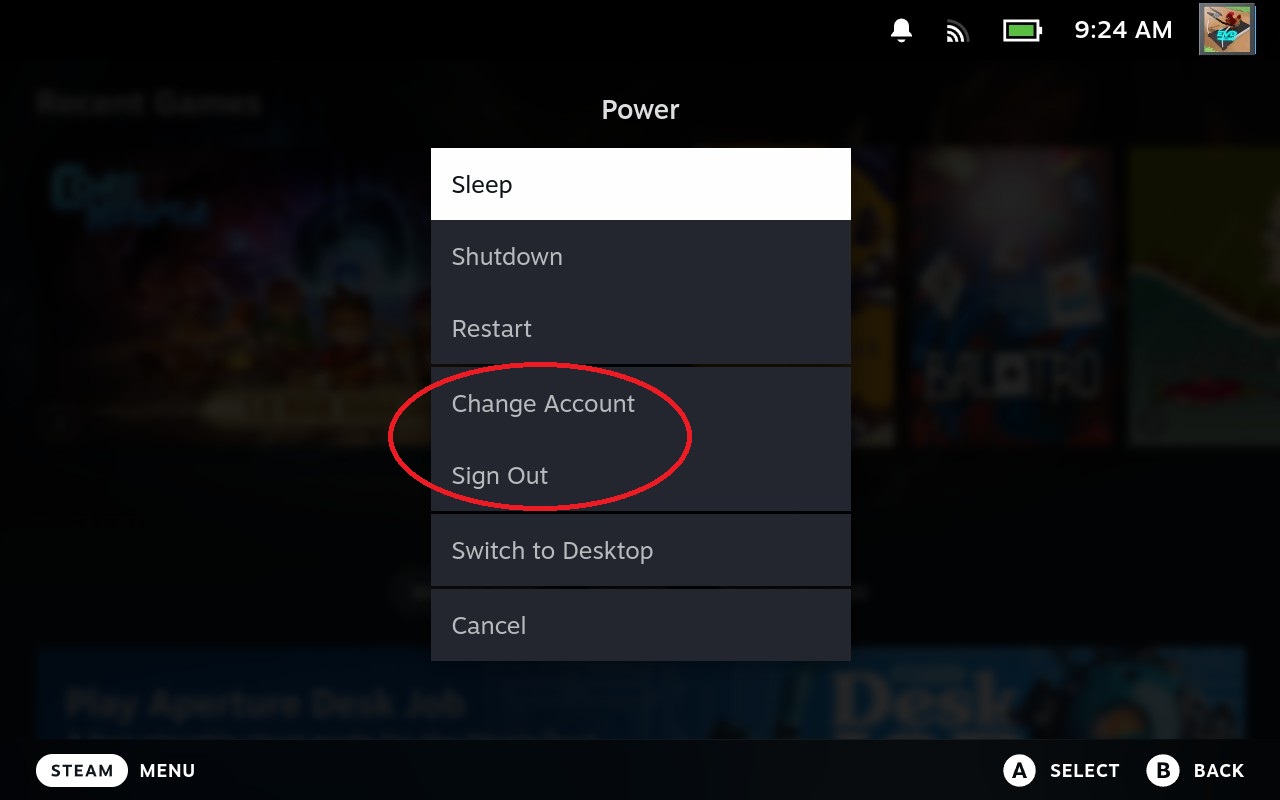 9:24 AM
Recent Games
Power
Sleep
Shutdown
Restart
Change Account
Sign Out
Switch to Desktop
Cancel
BALATRO
Play Aperture Desk Job
Desk
STEAM MENU
A SELECT B BACK